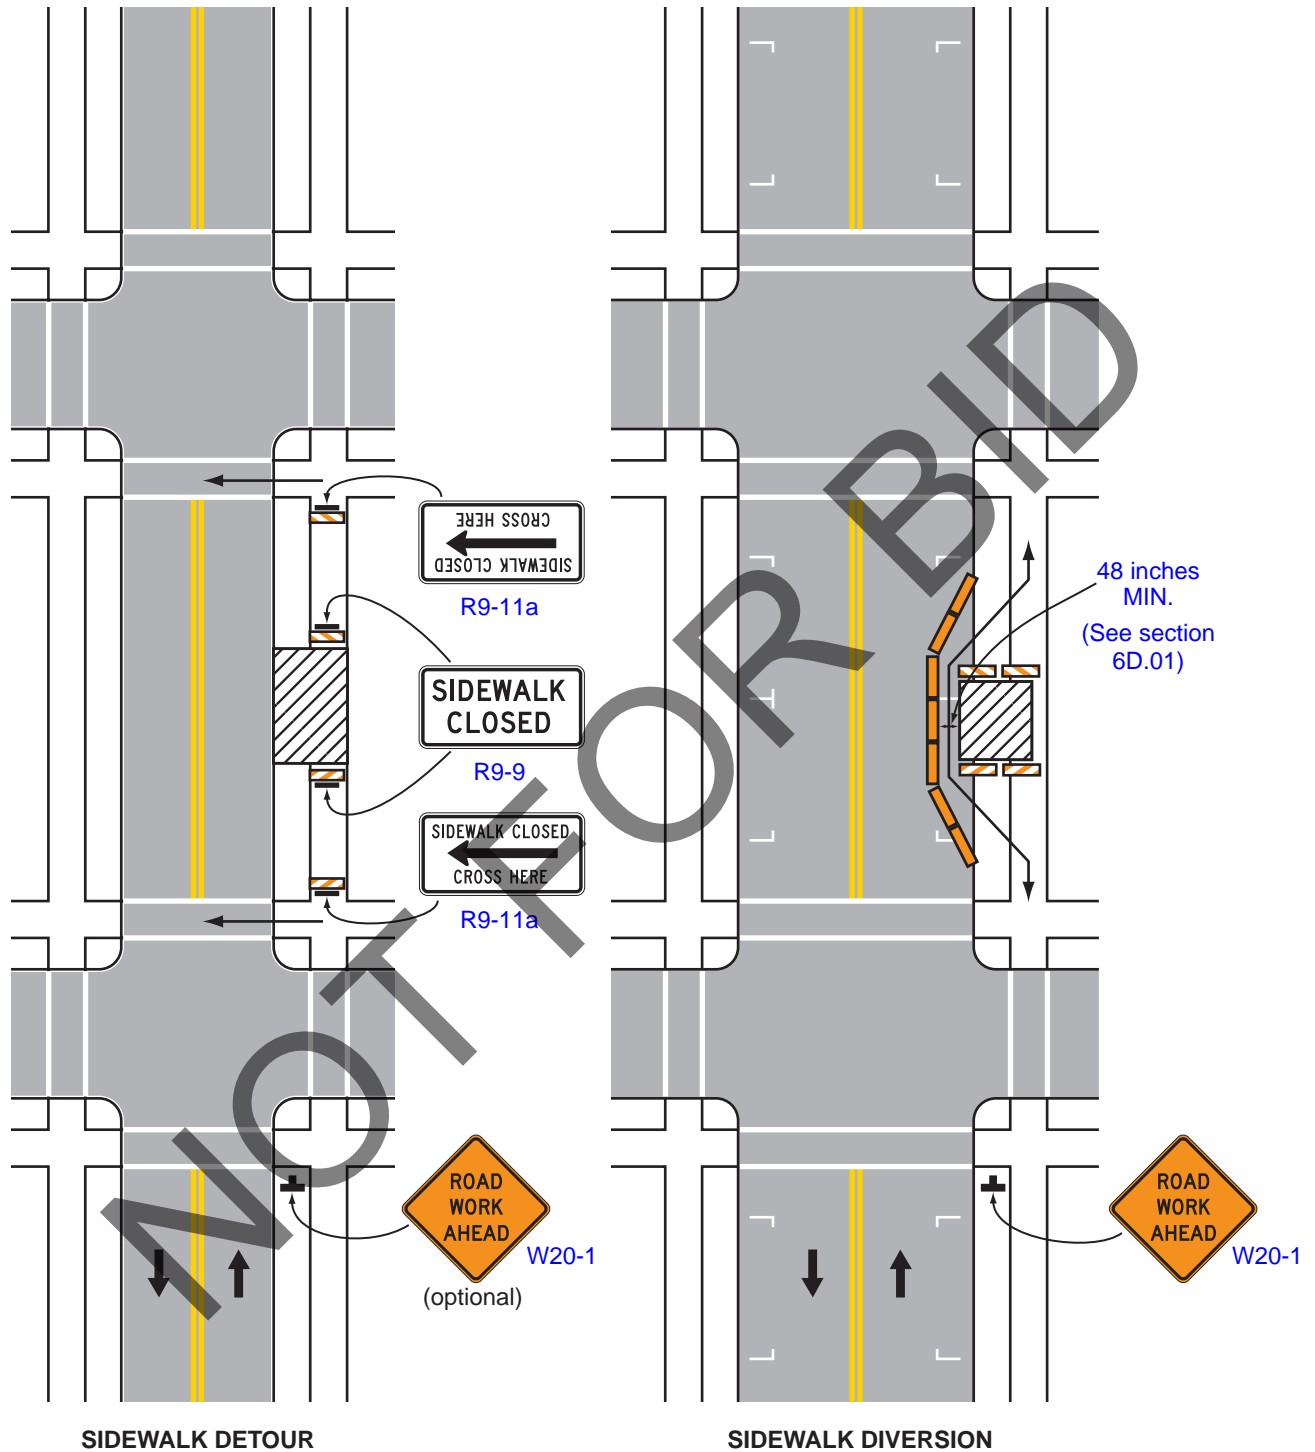 CROSS HERE
SIDEWALK CLOSED
R9-11a
SIDEWALK
CLOSED
R9-9
SIDEWALK CLOSED
CROSS HERE
R9-11a
ROAD
WORK
AHEAD
W20-1
(optional)
48 inches
MIN.
(See section
6D.01)
ROAD
WORK
AHEAD
W20-1
NOT FOR BID
SIDEWALK DETOUR
SIDEWALK DIVERSION